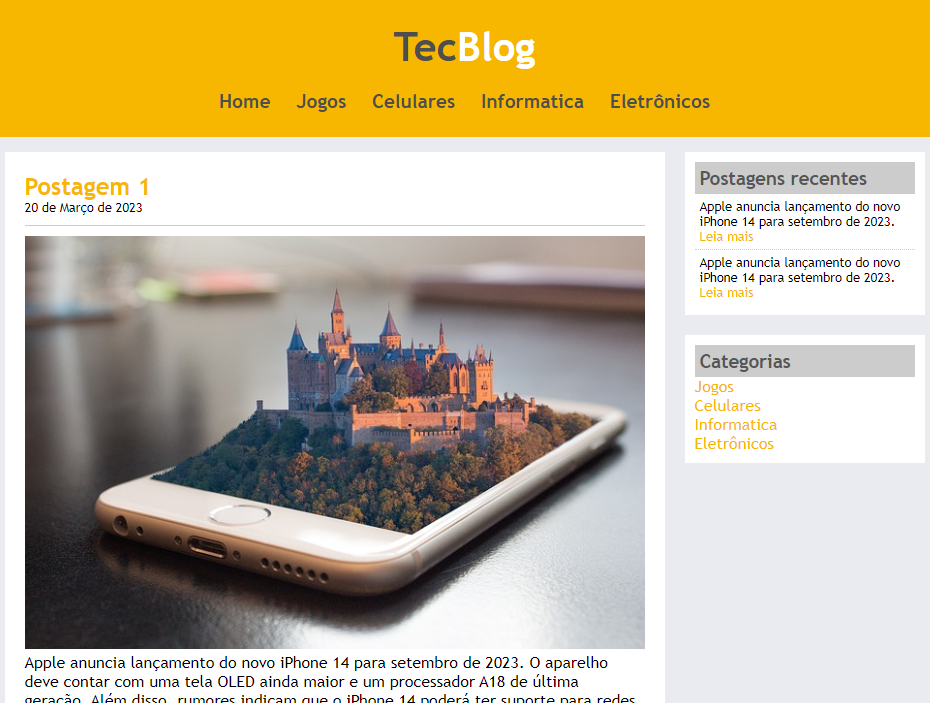 TecBlog
Home Jogos Celulares Informatica Eletrônicos
Postagem 1
20 de Março de 2023
Apple anuncia lançamento do novo iPhone 14 para setembro de 2023. O aparelho
deve contar com uma tela OLED ainda maior e um processador A18 de última
geração. Além disso, rumores indicam que o iPhone 14 poderá ter suporte para redes
Postagens recentes
Apple anuncia lançamento do novo
iPhone 14 para setembro de 2023.
Leia mais
Apple anuncia lançamento do novo
iPhone 14 para setembro de 2023.
Leia mais
Categorias
Jogos
Celulares
Informatica
Eletrônicos